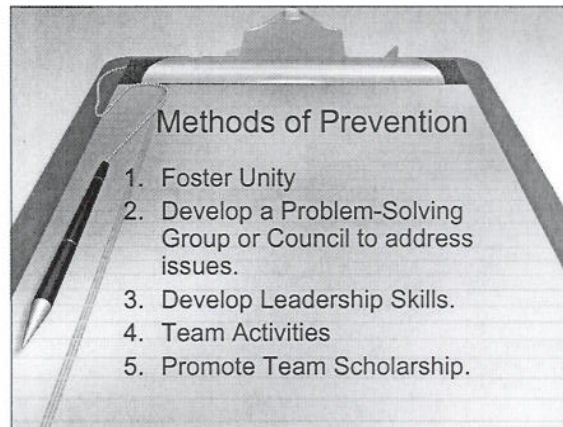 Methods of Prevention
1. Foster Unity
2. Develop a Problem-Solving
Group or Council to address
issues.
3. Develop Leadership Skills.
4. Team Activities
5. Promote Team Scholarship.